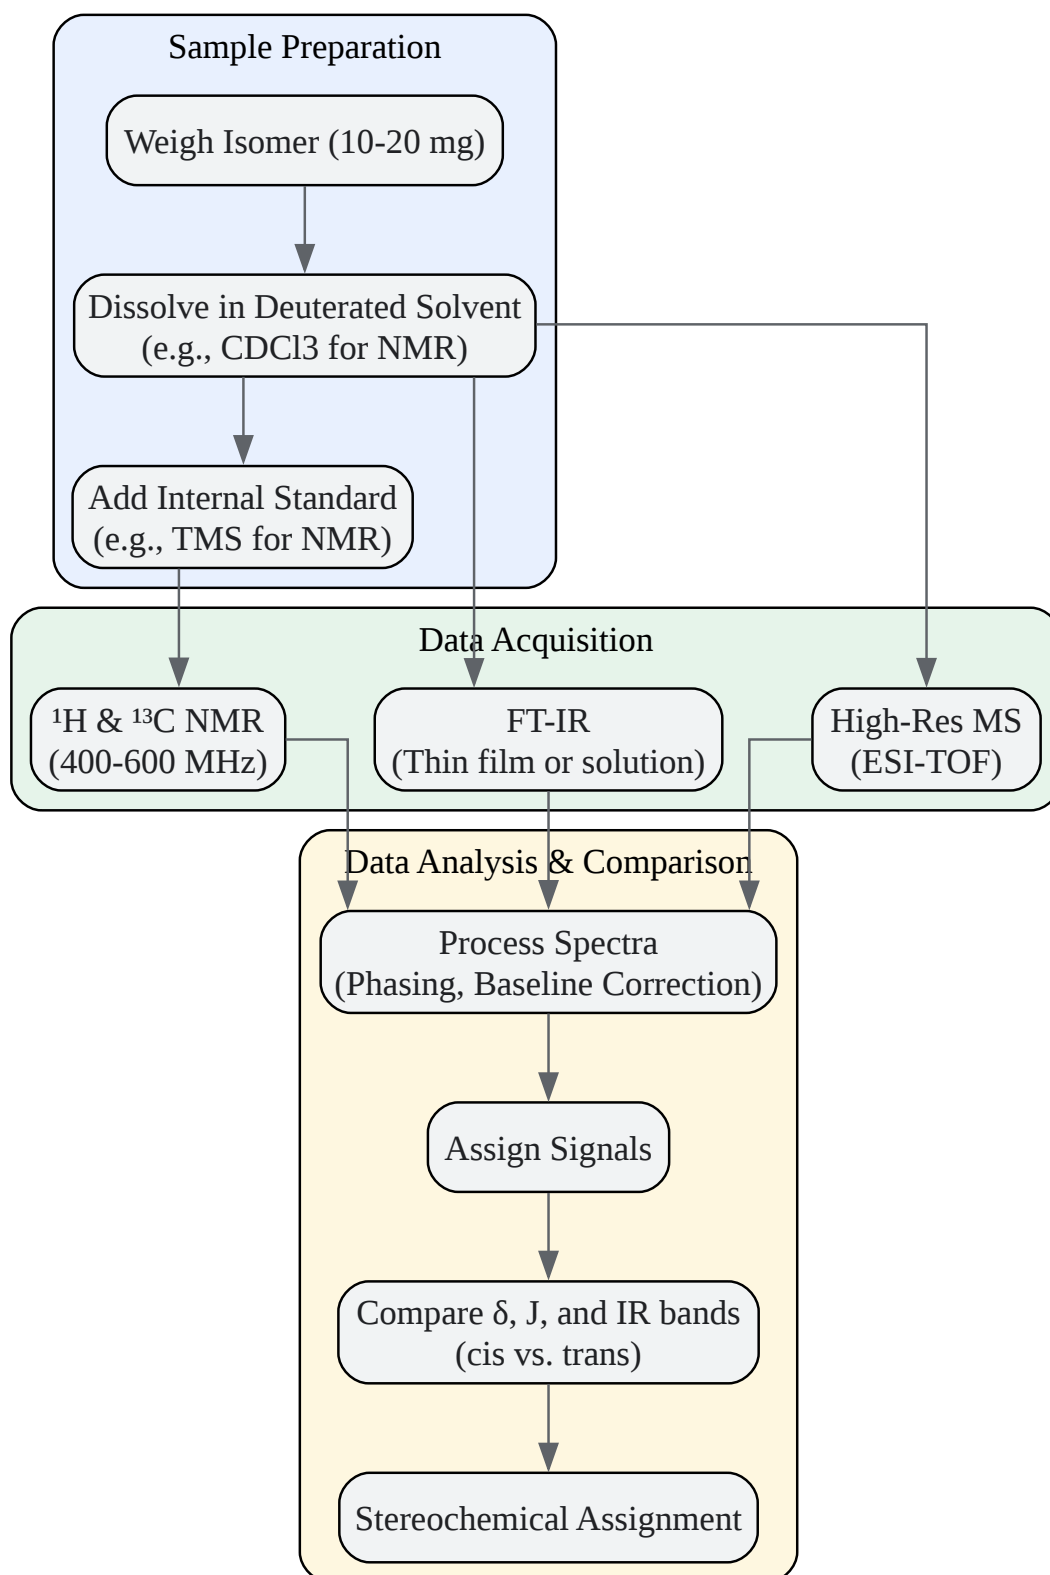 Sample Preparation
Weigh Isomer (10-20 mg)
Dissolve in Deuterated Solvent
(e.g., CDCl3 for NMR)
Add Internal Standard
(e.g., TMS for NMR)
Data Acquisition
¹H & ¹³C NMR
(400-600 MHz)
FT-IR
(Thin film or solution)
High-Res MS
(ESI-TOF)
Data Analysis & Comparison
Process Spectra
(Phasing, Baseline Correction)
Assign Signals
Compare δ, J, and IR bands
(cis vs. trans)
Stereochemical Assignment